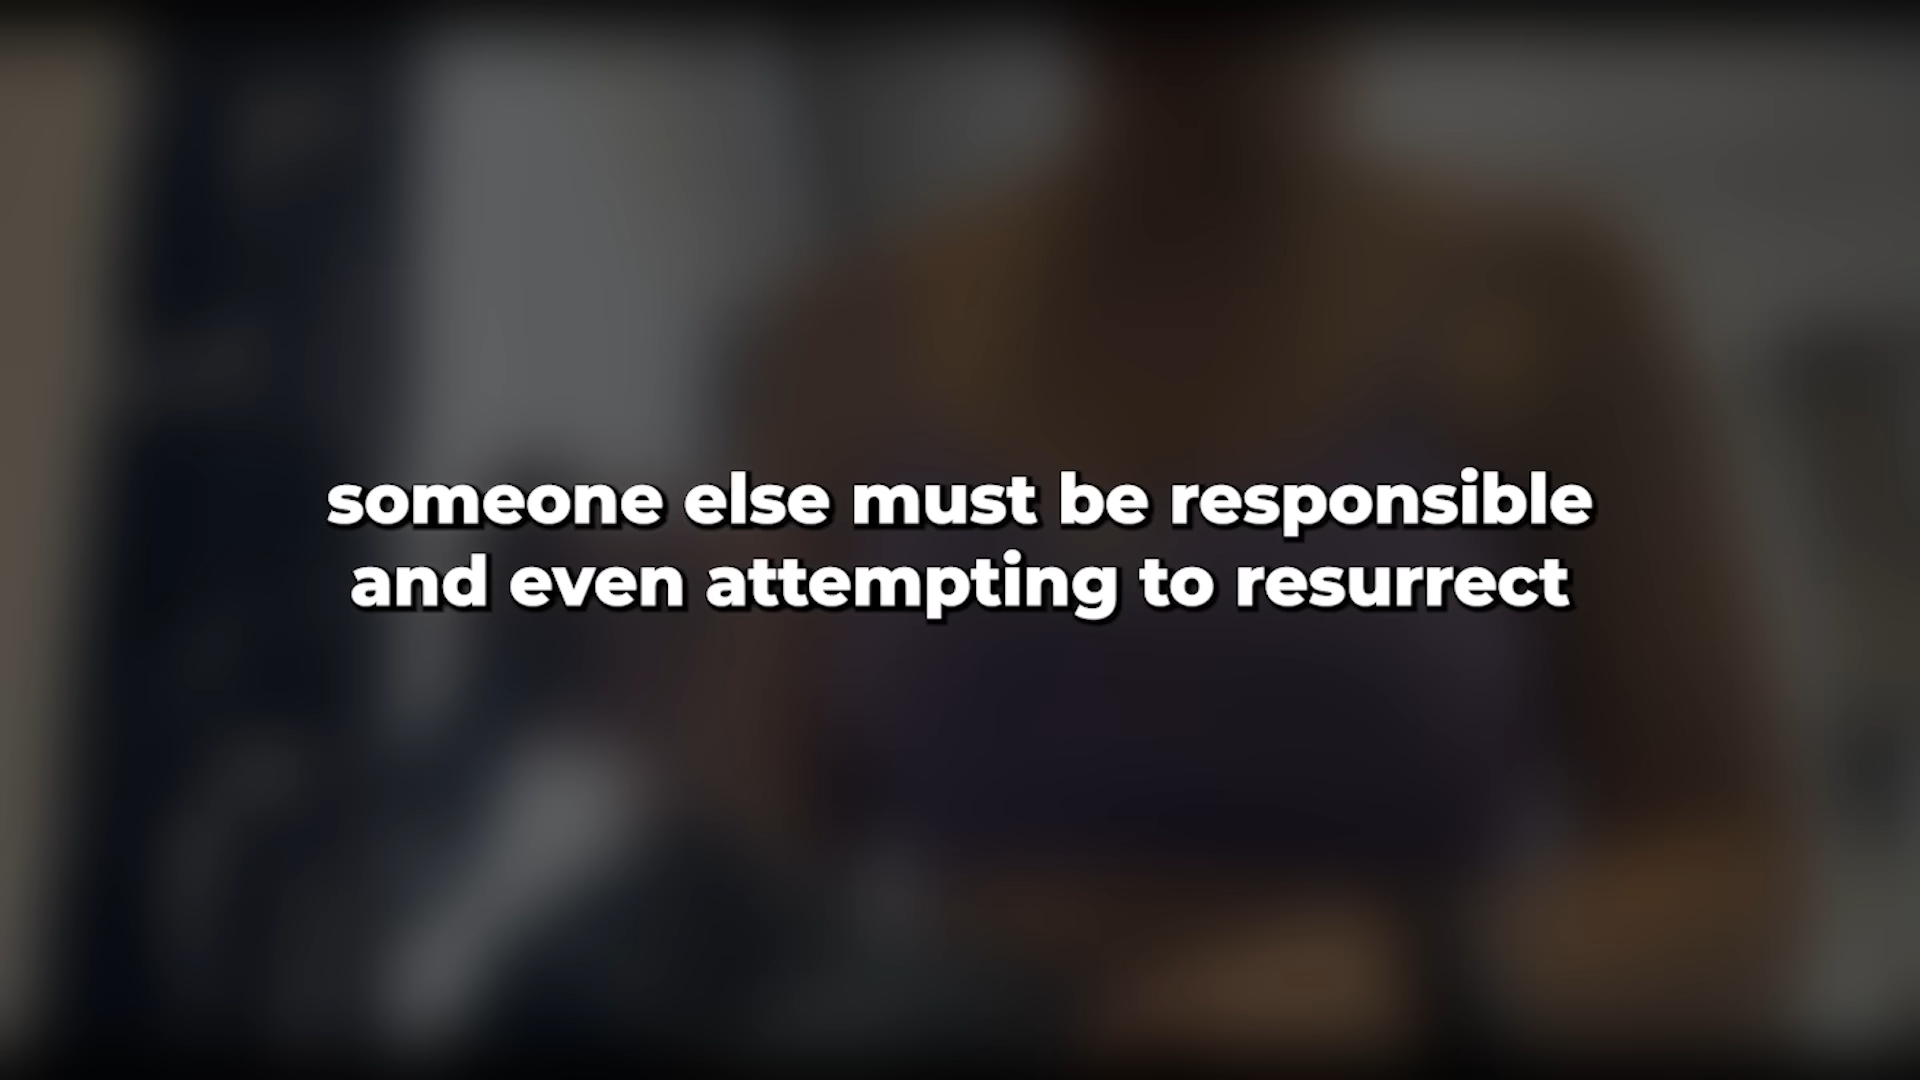 someone else must be responsible
and even attempting to resurrect